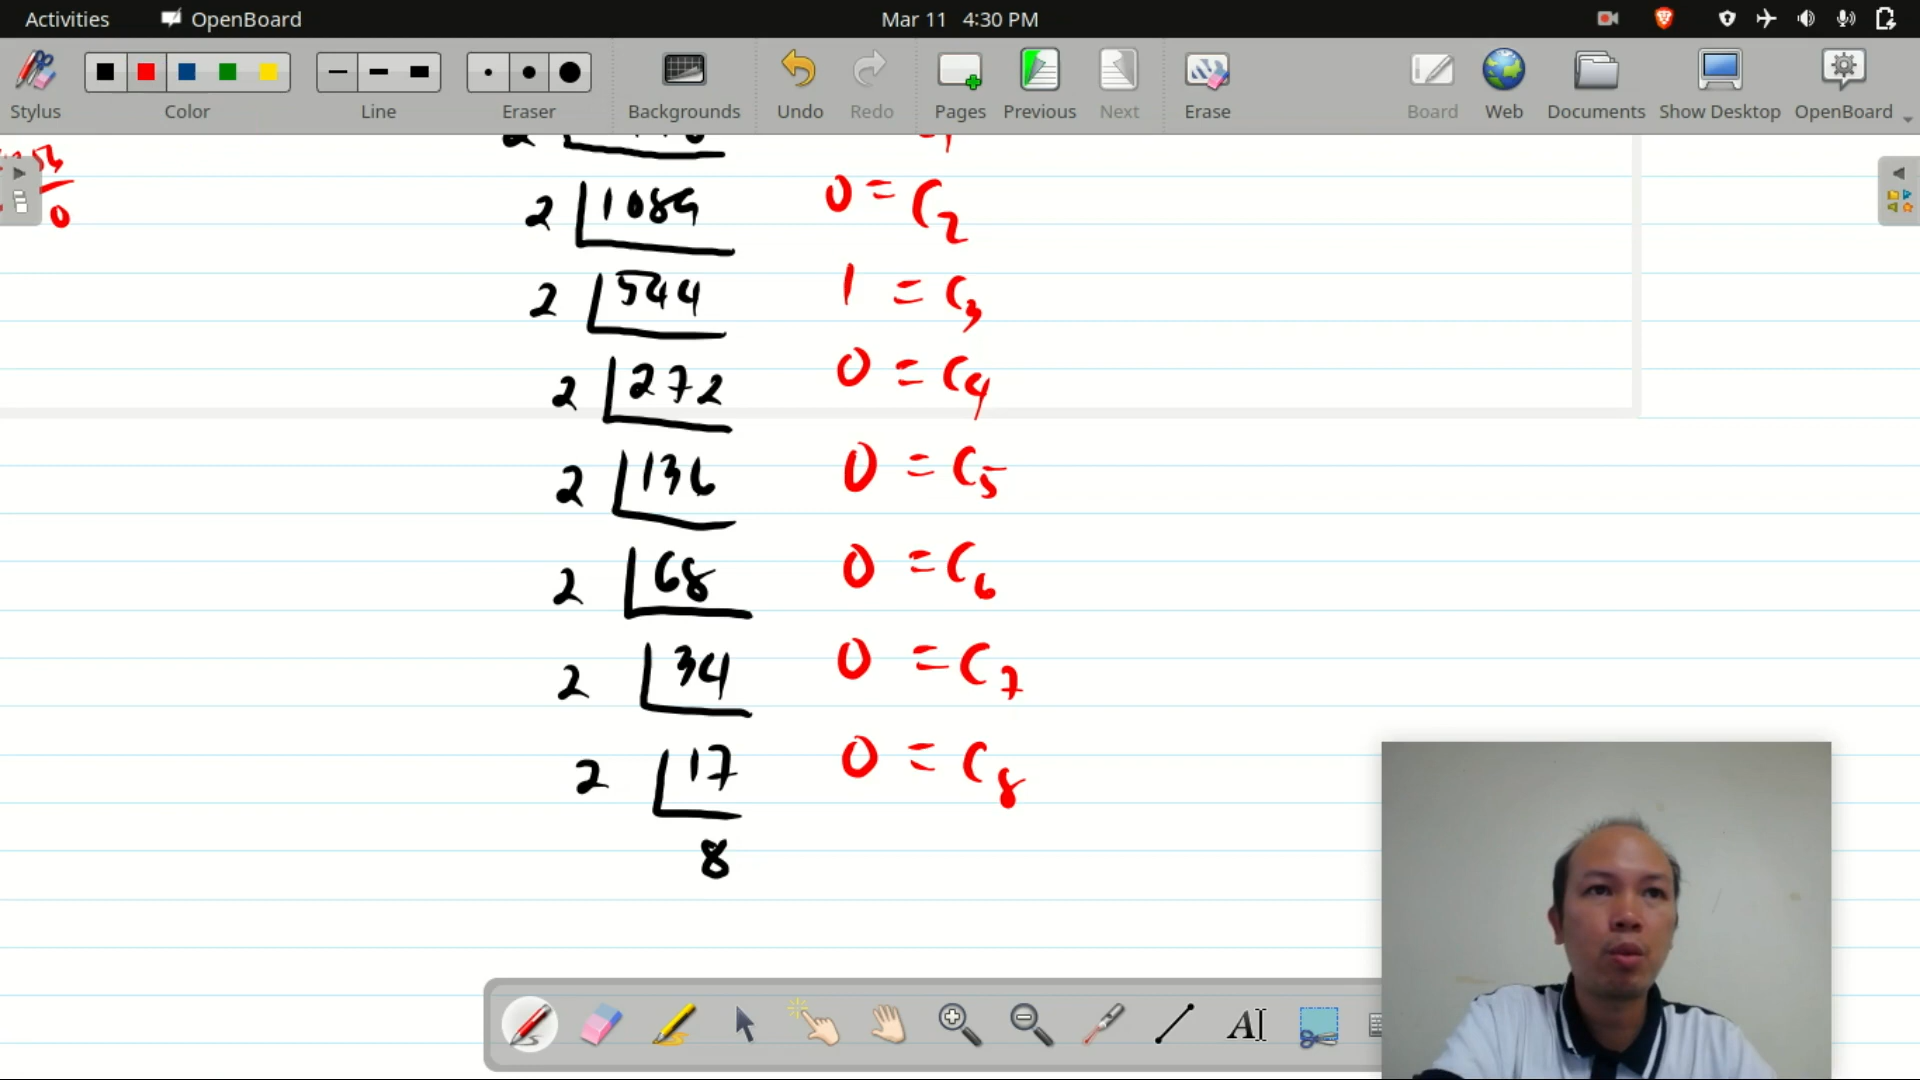 Activities OpenBoard Mar 11 4:30 PM
Stylus Color Line Eraser Backgrounds Undo Redo Pages Previous Next Erase Board Web Documents Show Desktop OpenBoard
0
2 1089 0 = C2
2 544 1 = C3
2 272 0 = C4
2 136 0 = C5
2 68 0 = C6
2 34 0 = C7
2 17 0 = C8
8